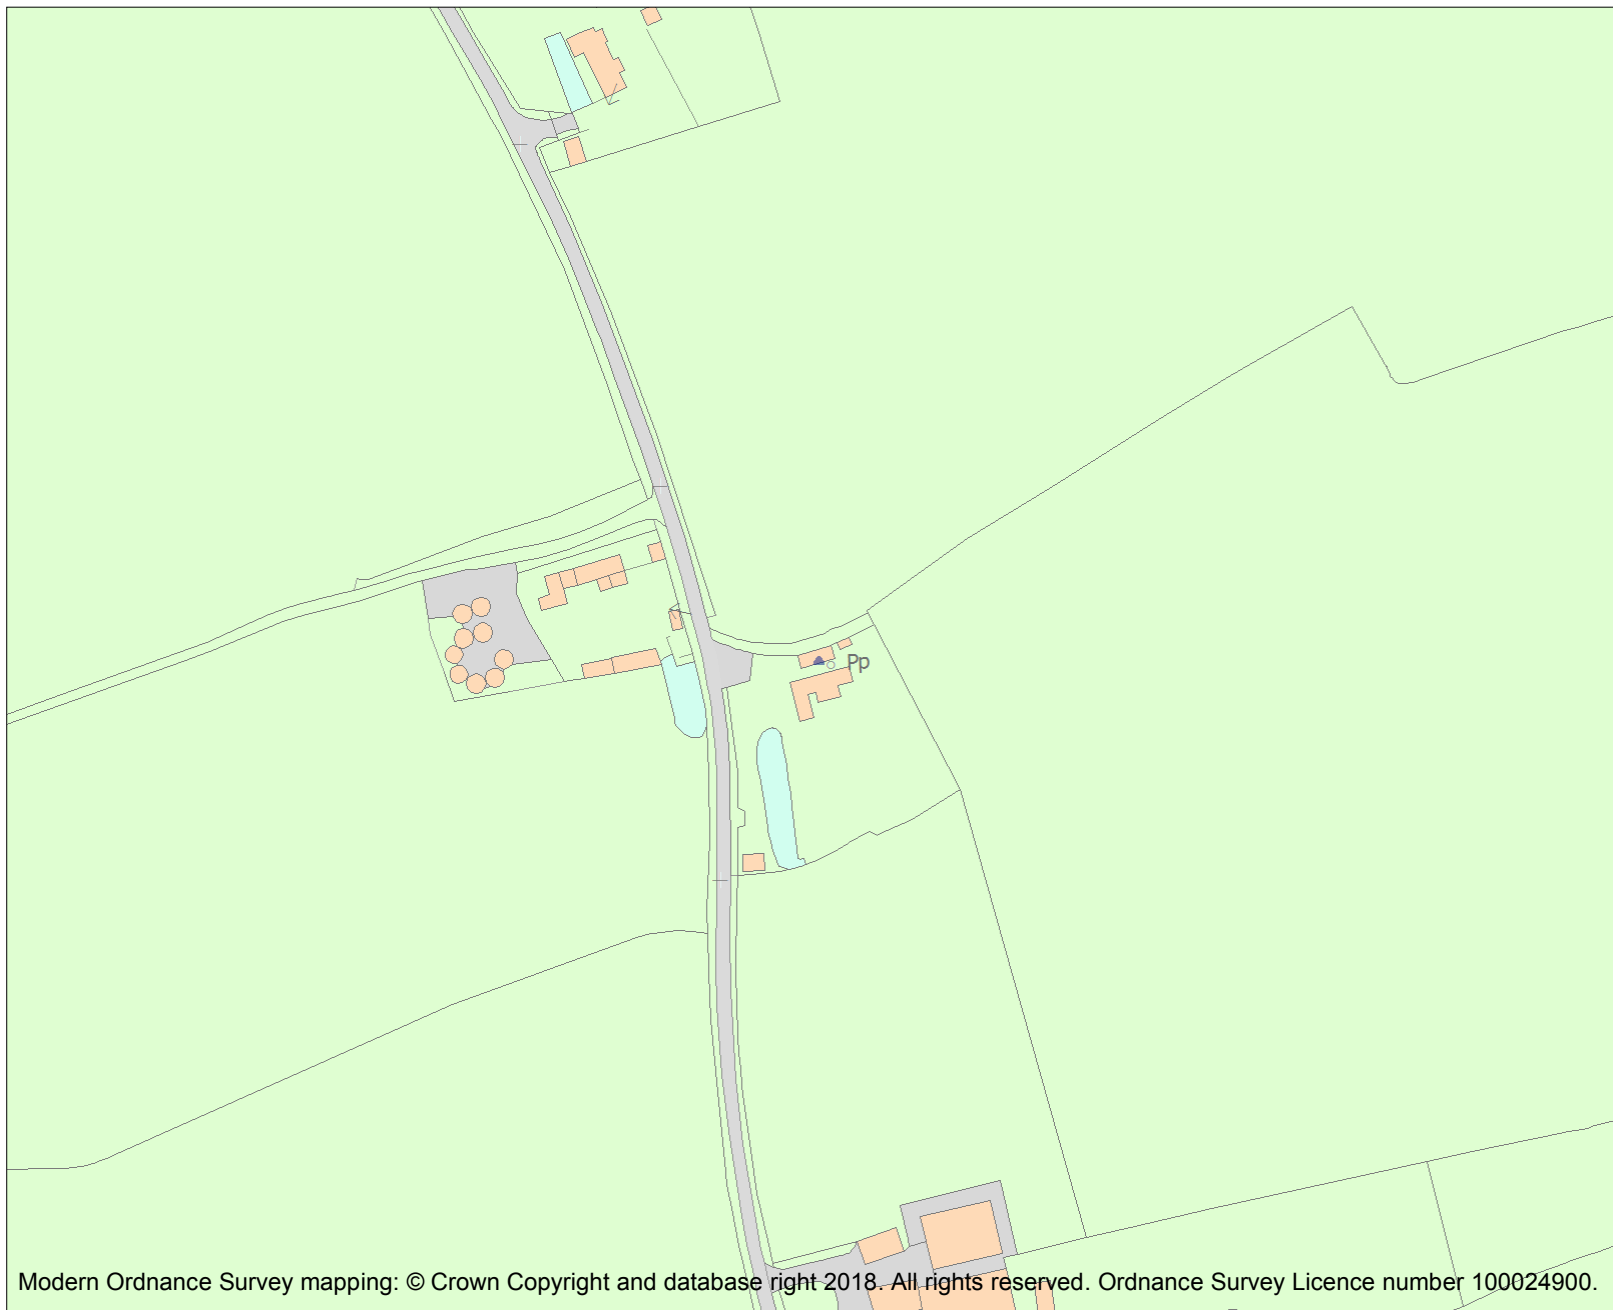 Pp
Modern Ordnance Survey mapping: © Crown Copyright and database right 2018. All rights reserved. Ordnance Survey Licence number 100024900.